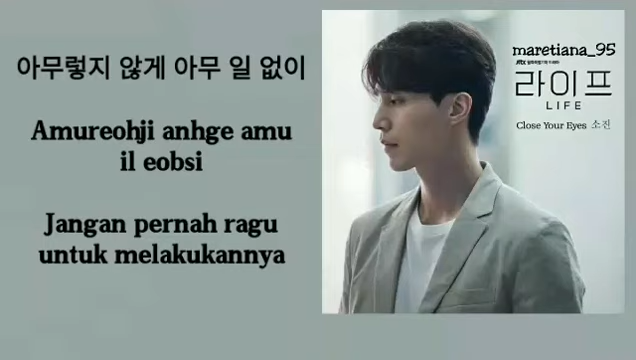 아무렇지 않게 아무 일 없이
Amureohji anhge amu
il eobsi
Jangan pernah ragu
untuk melakukannya
maretiana_95
라이프
LIFE
Close Your Eyes 소진